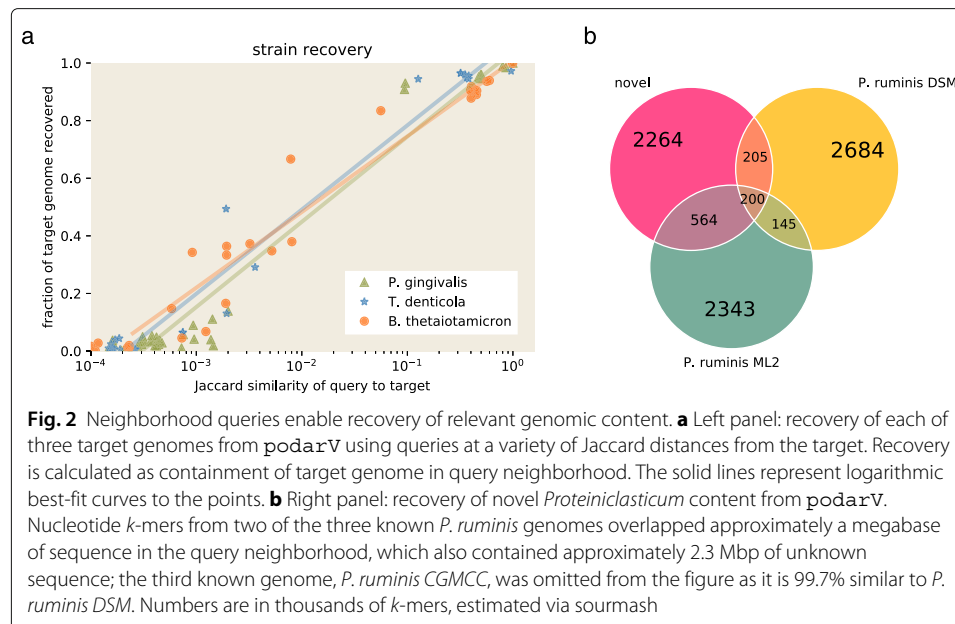 a
strain recovery
1.0
0.8
0.6
0.4
0.2
0.0
fraction of target genome recovered
P. gingivalis
T. denticola
B. thetaiotamicron
10⁻⁴ 10⁻³ 10⁻² 10⁻¹ 10⁰
Jaccard similarity of query to target
b
novel
P. ruminis DSM
2264
205
2684
200
564
145
2343
P. ruminis ML2
Fig. 2 Neighborhood queries enable recovery of relevant genomic content. a Left panel: recovery of each of
three target genomes from podarV using queries at a variety of Jaccard distances from the target. Recovery
is calculated as containment of target genome in query neighborhood. The solid lines represent logarithmic
best-fit curves to the points. b Right panel: recovery of novel Proteiniclasticum content from podarV.
Nucleotide k-mers from two of the three known P. ruminis genomes overlapped approximately a megabase
of sequence in the query neighborhood, which also contained approximately 2.3 Mbp of unknown
sequence; the third known genome, P. ruminis CGMCC, was omitted from the figure as it is 99.7% similar to P.
ruminis DSM. Numbers are in thousands of k-mers, estimated via sourmash